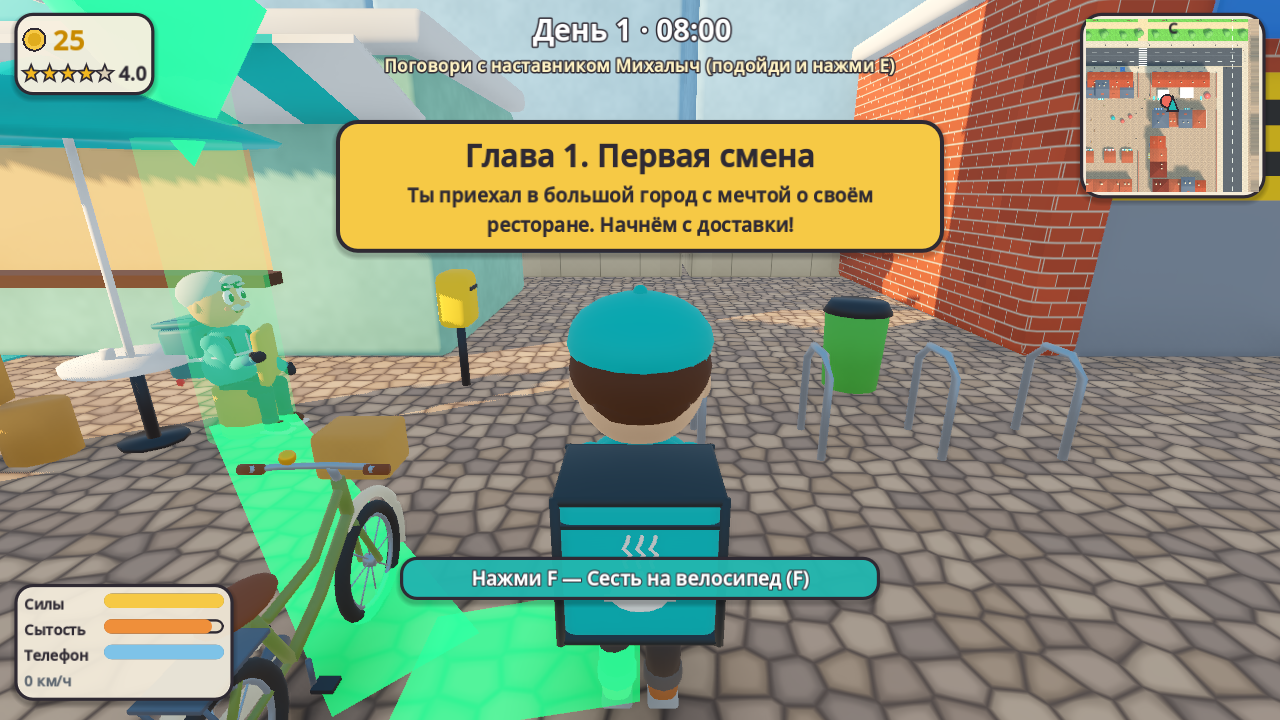 25
4.0
День 1 · 08:00
Поговори с наставником Михалыч (подойди и нажми E)
С
Глава 1. Первая смена
Ты приехал в большой город с мечтой о своём
ресторане. Начнём с доставки!
Нажми F — Сесть на велосипед (F)
Силы
Сытость
Телефон
0 км/ч